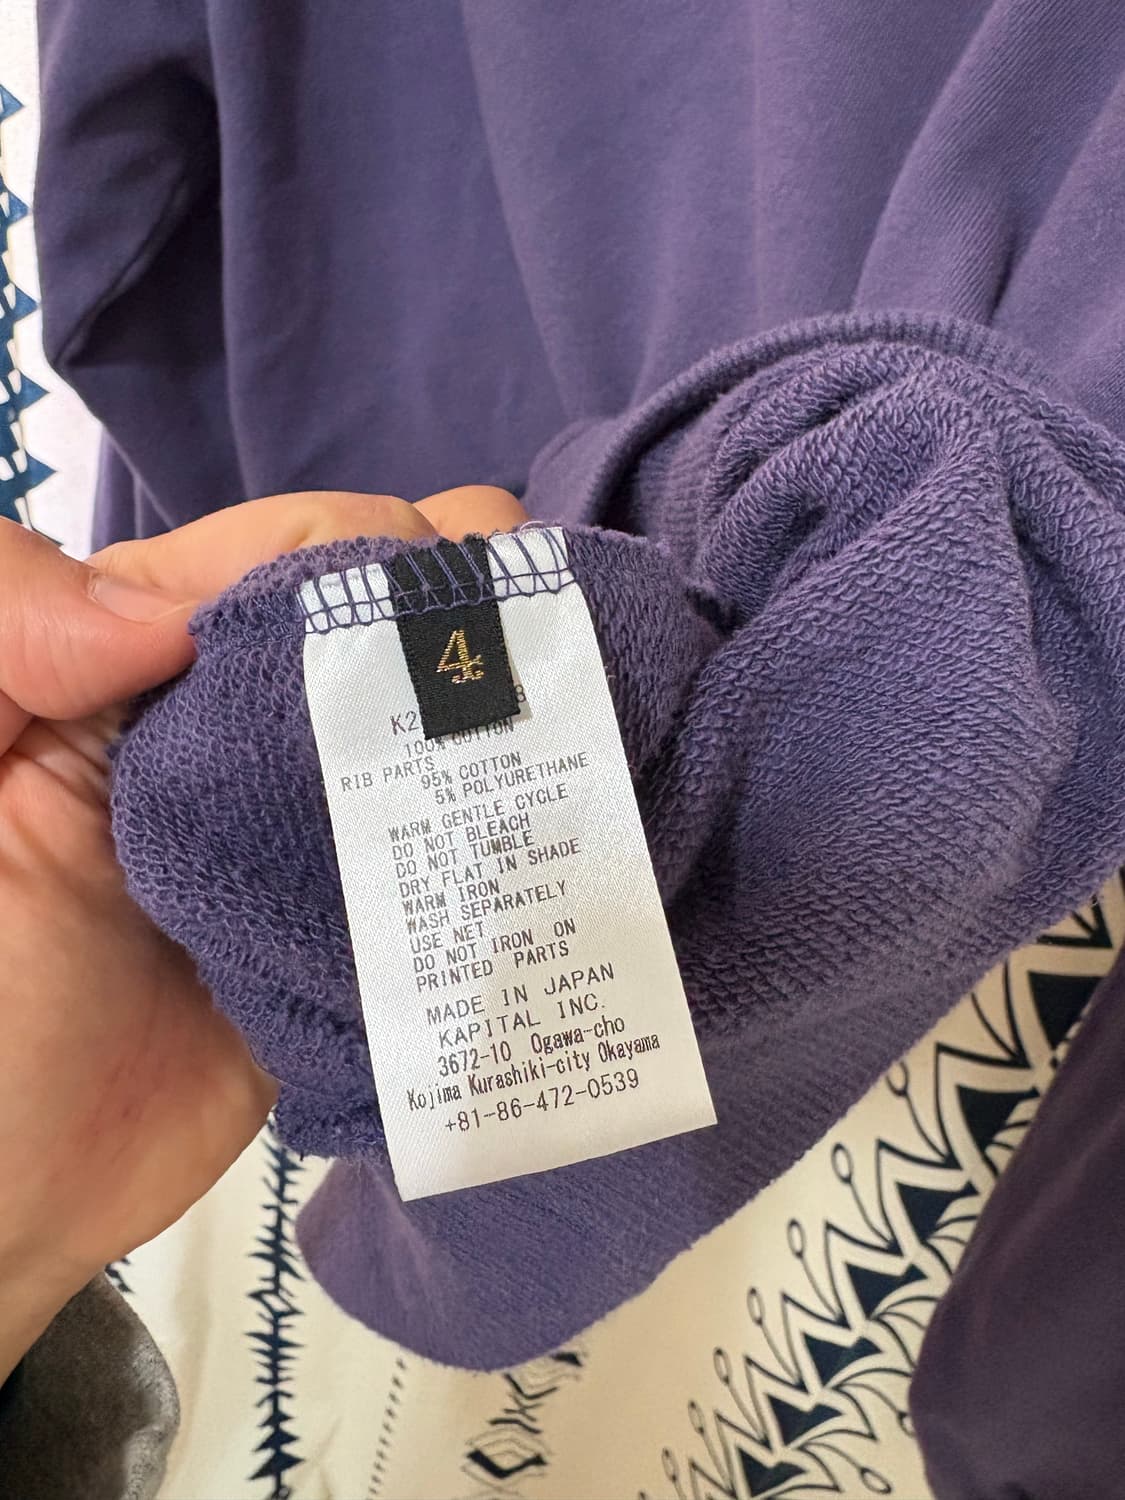 4
100% COTTON
RIB PARTS
95% COTTON
5% POLYURETHANE
WARM GENTLE CYCLE
DO NOT BLEACH
DO NOT TUMBLE
DRY FLAT IN SHADE
WARM IRON
WASH SEPARATELY
USE NET
DO NOT IRON ON
PRINTED PARTS
MADE IN JAPAN
KAPITAL INC.
3672-10 Ogawa-cho
Kojima Kurashiki-city Okayama
+81-86-472-0539